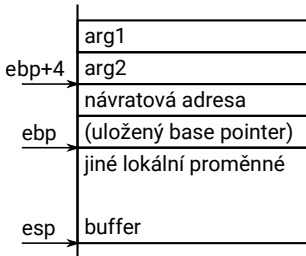 arg1
ebp+4 arg2
návratová adresa
ebp (uložený base pointer)
jiné lokální proměnné
esp buffer